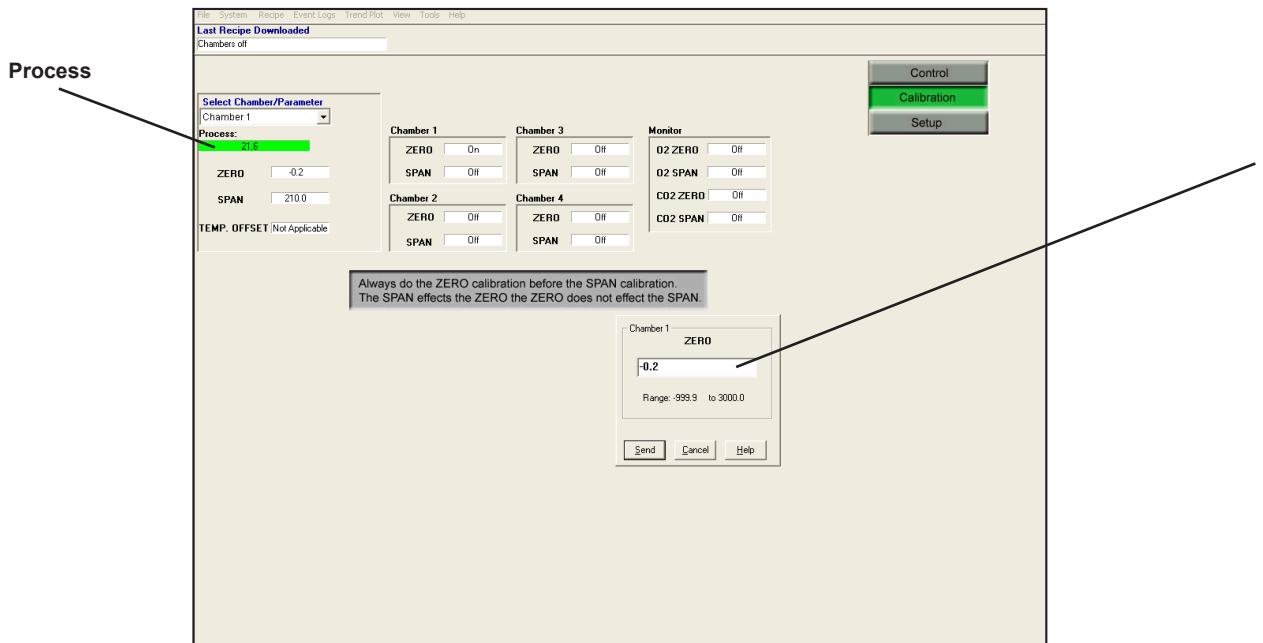 File System Recipe Event Logs Trend Plot View Tools Help
Last Recipe Downloaded
Chambers off
Process
Control
Calibration
Setup
Select Chamber/Parameter
Chamber 1
Process:
21.6
ZERO -0.2
SPAN 210.0
TEMP. OFFSET Not Applicable
Chamber 1
ZERO On
SPAN Off
Chamber 2
ZERO Off
SPAN Off
Chamber 3
ZERO Off
SPAN Off
Chamber 4
ZERO Off
SPAN Off
Monitor
O2 ZERO Off
O2 SPAN Off
CO2 ZERO Off
CO2 SPAN Off
Always do the ZERO calibration before the SPAN calibration.
The SPAN effects the ZERO the ZERO does not effect the SPAN.
Chamber 1
ZERO
-0.2
Range: -999.9 to 3000.0
Send Cancel Help